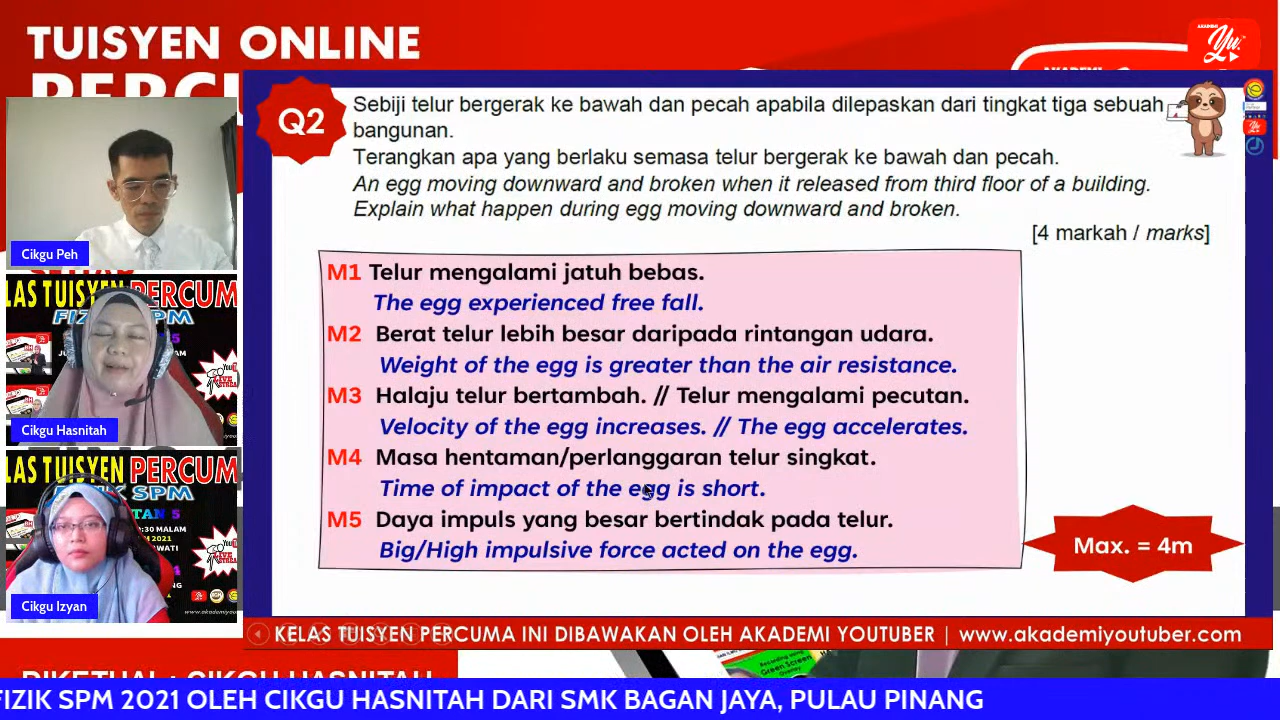 TUISYEN ONLINE
Q2
Sebiji telur bergerak ke bawah dan pecah apabila dilepaskan dari tingkat tiga sebuah
bangunan.
Terangkan apa yang berlaku semasa telur bergerak ke bawah dan pecah.
An egg moving downward and broken when it released from third floor of a building.
Explain what happen during egg moving downward and broken.
[4 markah / marks]
M1 Telur mengalami jatuh bebas.
The egg experienced free fall.
M2 Berat telur lebih besar daripada rintangan udara.
Weight of the egg is greater than the air resistance.
M3 Halaju telur bertambah. // Telur mengalami pecutan.
Velocity of the egg increases. // The egg accelerates.
M4 Masa hentaman/perlanggaran telur singkat.
Time of impact of the egg is short.
M5 Daya impuls yang besar bertindak pada telur.
Big/High impulsive force acted on the egg.
Max. = 4m
Cikgu Peh
LAS TUISYEN PERCUM
Cikgu Hasnitah
LAS TUISYEN PERCUM
Cikgu Izyan
KELAS TUISYEN PERCUMA INI DIBAWAKAN OLEH AKADEMI YOUTUBER | www.akademiyoutuber.com
FIZIK SPM 2021 OLEH CIKGU HASNITAH DARI SMK BAGAN JAYA, PULAU PINANG